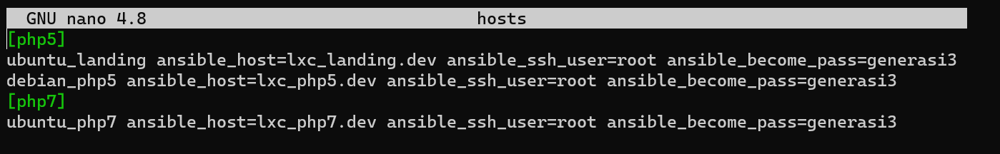 GNU nano 4.8 hosts
[php5]
ubuntu_landing ansible_host=lxc_landing.dev ansible_ssh_user=root ansible_become_pass=generasi3
debian_php5 ansible_host=lxc_php5.dev ansible_ssh_user=root ansible_become_pass=generasi3
[php7]
ubuntu_php7 ansible_host=lxc_php7.dev ansible_ssh_user=root ansible_become_pass=generasi3